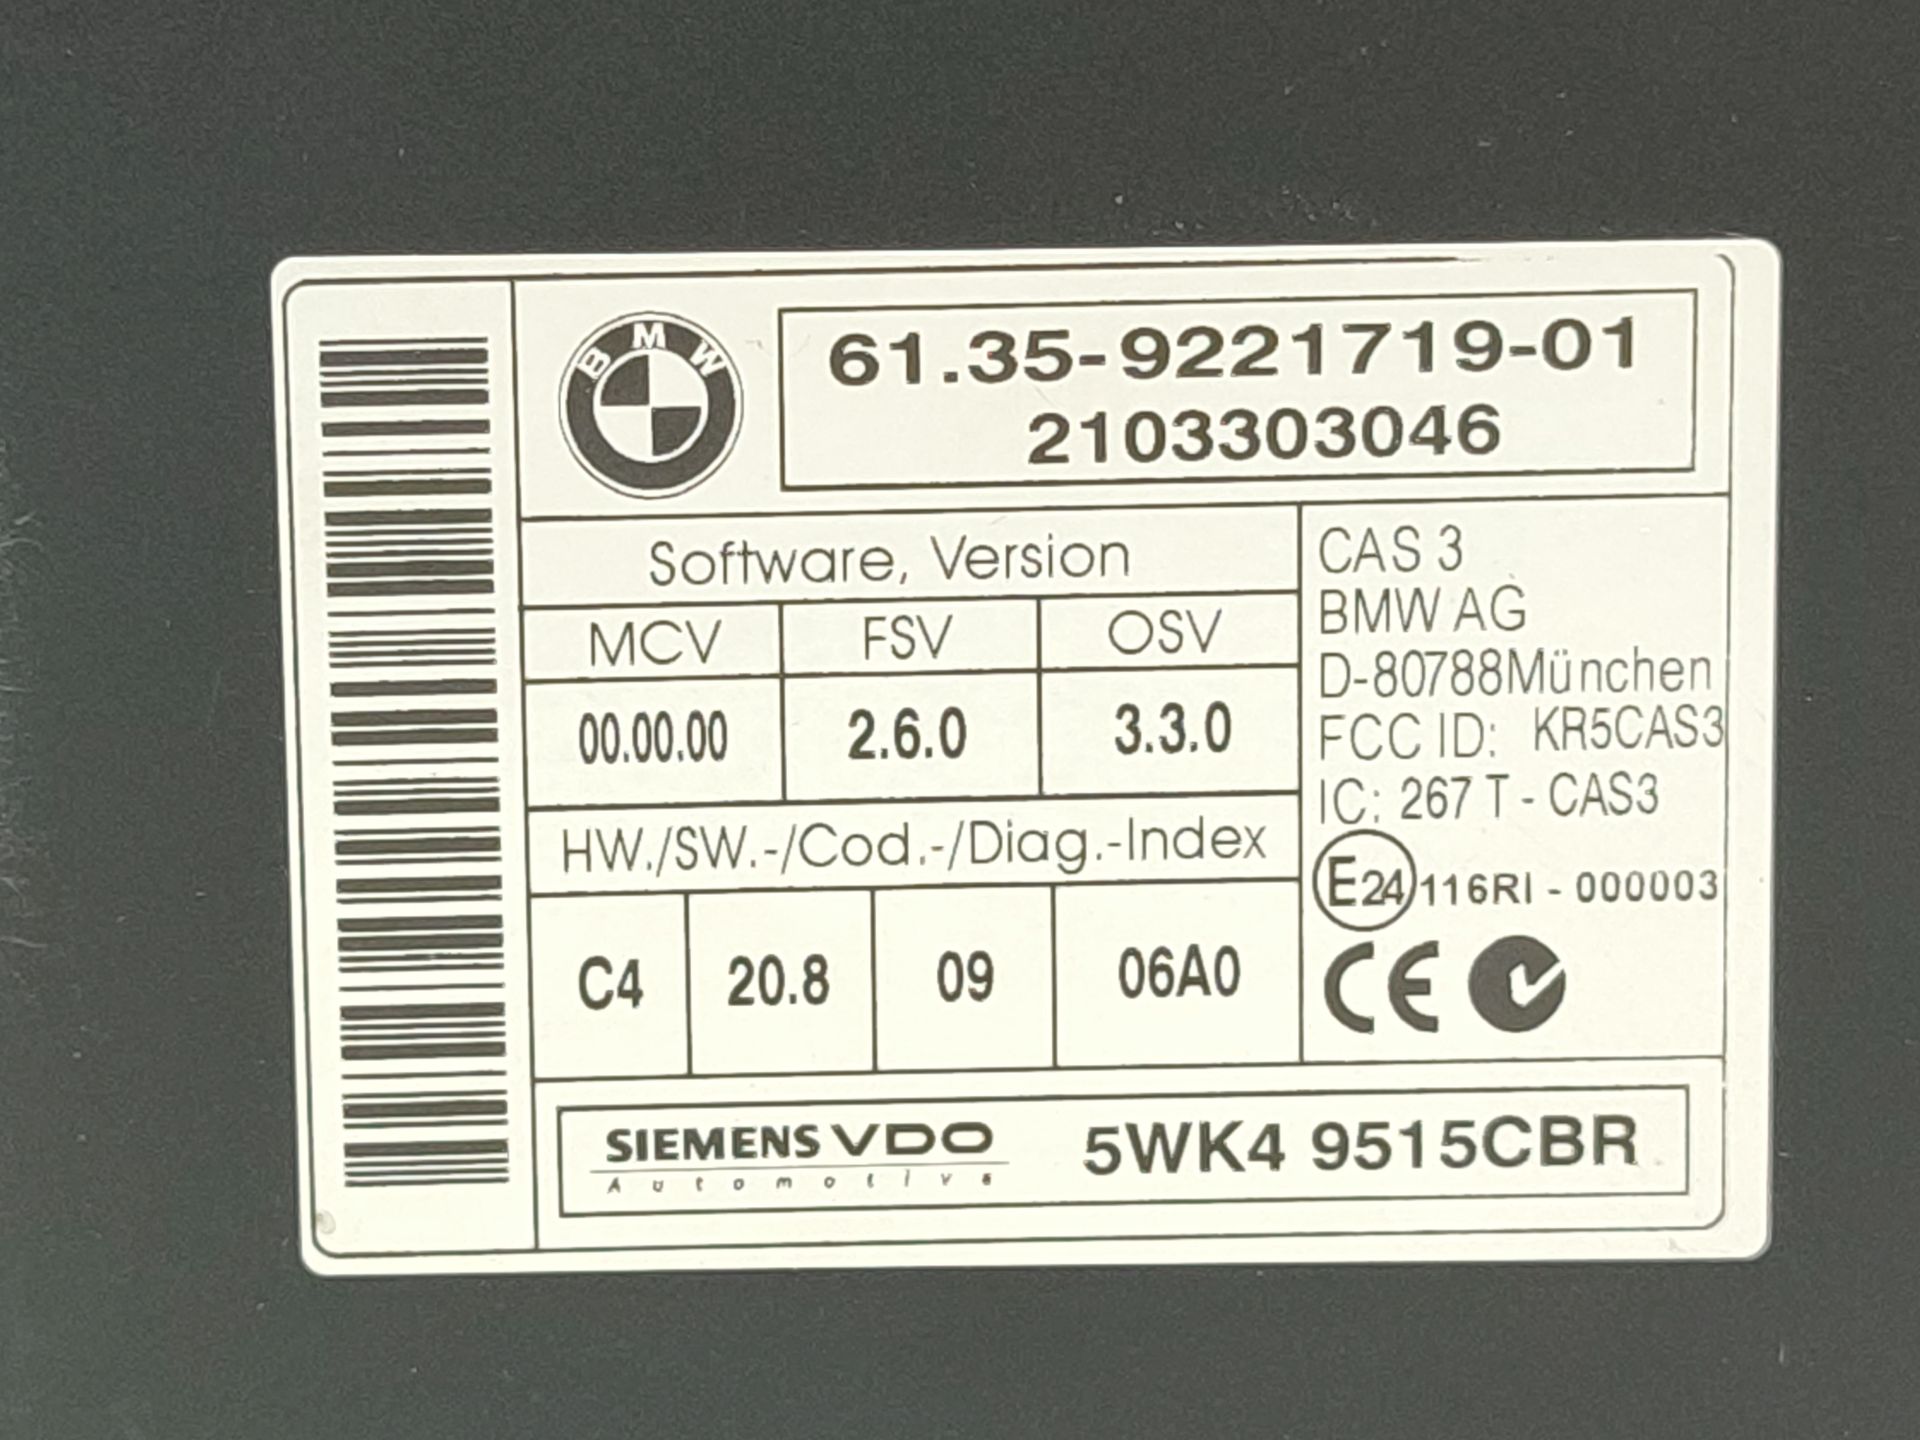 BMW
61.35-9221719-01
2103303046
Software, Version
MCV FSV OSV
00.00.00 2.6.0 3.3.0
HW./SW.-/Cod.-/Diag.-Index
C4 20.8 09 06A0
CAS 3
BMW AG
D-80788München
FCC ID: KR5CAS3
IC: 267 T - CAS3
E24 116RI - 000003
CE
SIEMENS VDO
Automotive
5WK4 9515CBR